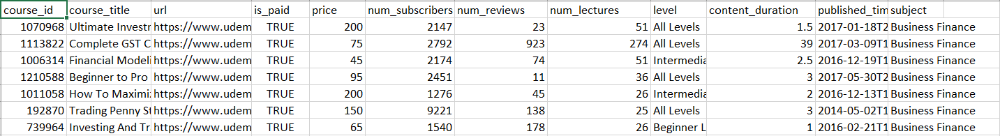 course_id course_title url is_paid price num_subscribers num_reviews num_lectures level content_duration published_tim subject
1070968 Ultimate Investr https://www.udem TRUE 200 2147 23 51 All Levels 1.5 2017-01-18T2 Business Finance
1113822 Complete GST C https://www.udem TRUE 75 2792 923 274 All Levels 39 2017-03-09T1 Business Finance
1006314 Financial Modeli https://www.udem TRUE 45 2174 74 51 Intermedia 2.5 2016-12-19T1 Business Finance
1210588 Beginner to Pro https://www.udem TRUE 95 2451 11 36 All Levels 3 2017-05-30T2 Business Finance
1011058 How To Maximi https://www.udem TRUE 200 1276 45 26 Intermedia 2 2016-12-13T1 Business Finance
192870 Trading Penny St https://www.udem TRUE 150 9221 138 25 All Levels 3 2014-05-02T1 Business Finance
739964 Investing And Tr https://www.udem TRUE 65 1540 178 26 Beginner L 1 2016-02-21T1 Business Finance